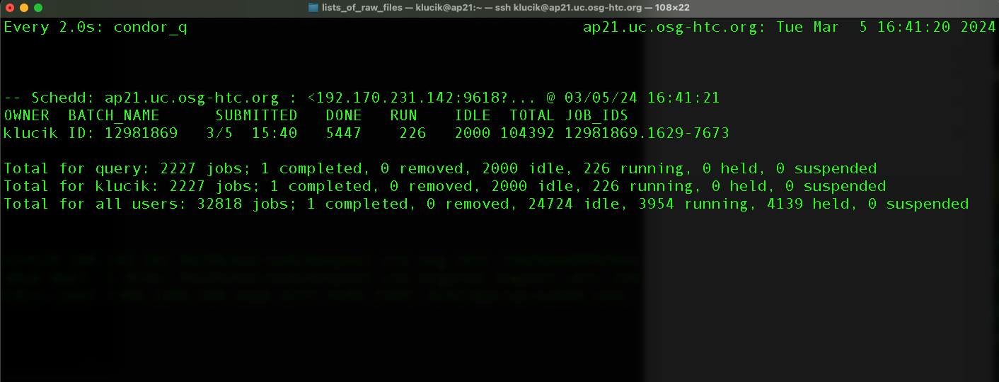 lists_of_raw_files — klucik@ap21:~ — ssh klucik@ap21.uc.osg-htc.org — 108×22
Every 2.0s: condor_q ap21.uc.osg-htc.org: Tue Mar  5 16:41:20 2024
-- Schedd: ap21.uc.osg-htc.org : <192.170.231.142:9618?... @ 03/05/24 16:41:21
OWNER  BATCH_NAME      SUBMITTED   DONE   RUN    IDLE  TOTAL JOB_IDS
klucik ID: 12981869   3/5  15:40   5447    226   2000 104392 12981869.1629-7673
Total for query: 2227 jobs; 1 completed, 0 removed, 2000 idle, 226 running, 0 held, 0 suspended
Total for klucik: 2227 jobs; 1 completed, 0 removed, 2000 idle, 226 running, 0 held, 0 suspended
Total for all users: 32818 jobs; 1 completed, 0 removed, 24724 idle, 3954 running, 4139 held, 0 suspended